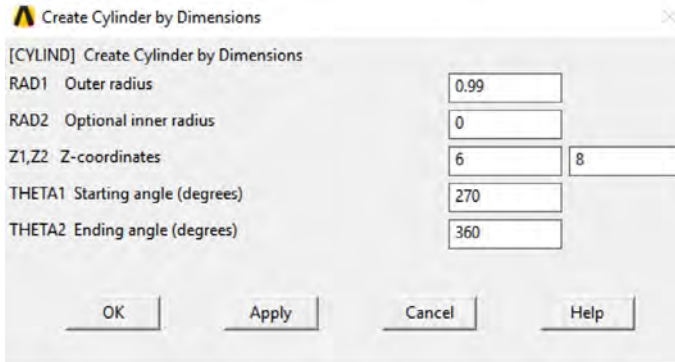 Create Cylinder by Dimensions
[CYLIND] Create Cylinder by Dimensions
RAD1 Outer radius 0.99
RAD2 Optional inner radius 0
Z1,Z2 Z-coordinates 6 8
THETA1 Starting angle (degrees) 270
THETA2 Ending angle (degrees) 360
OK Apply Cancel Help